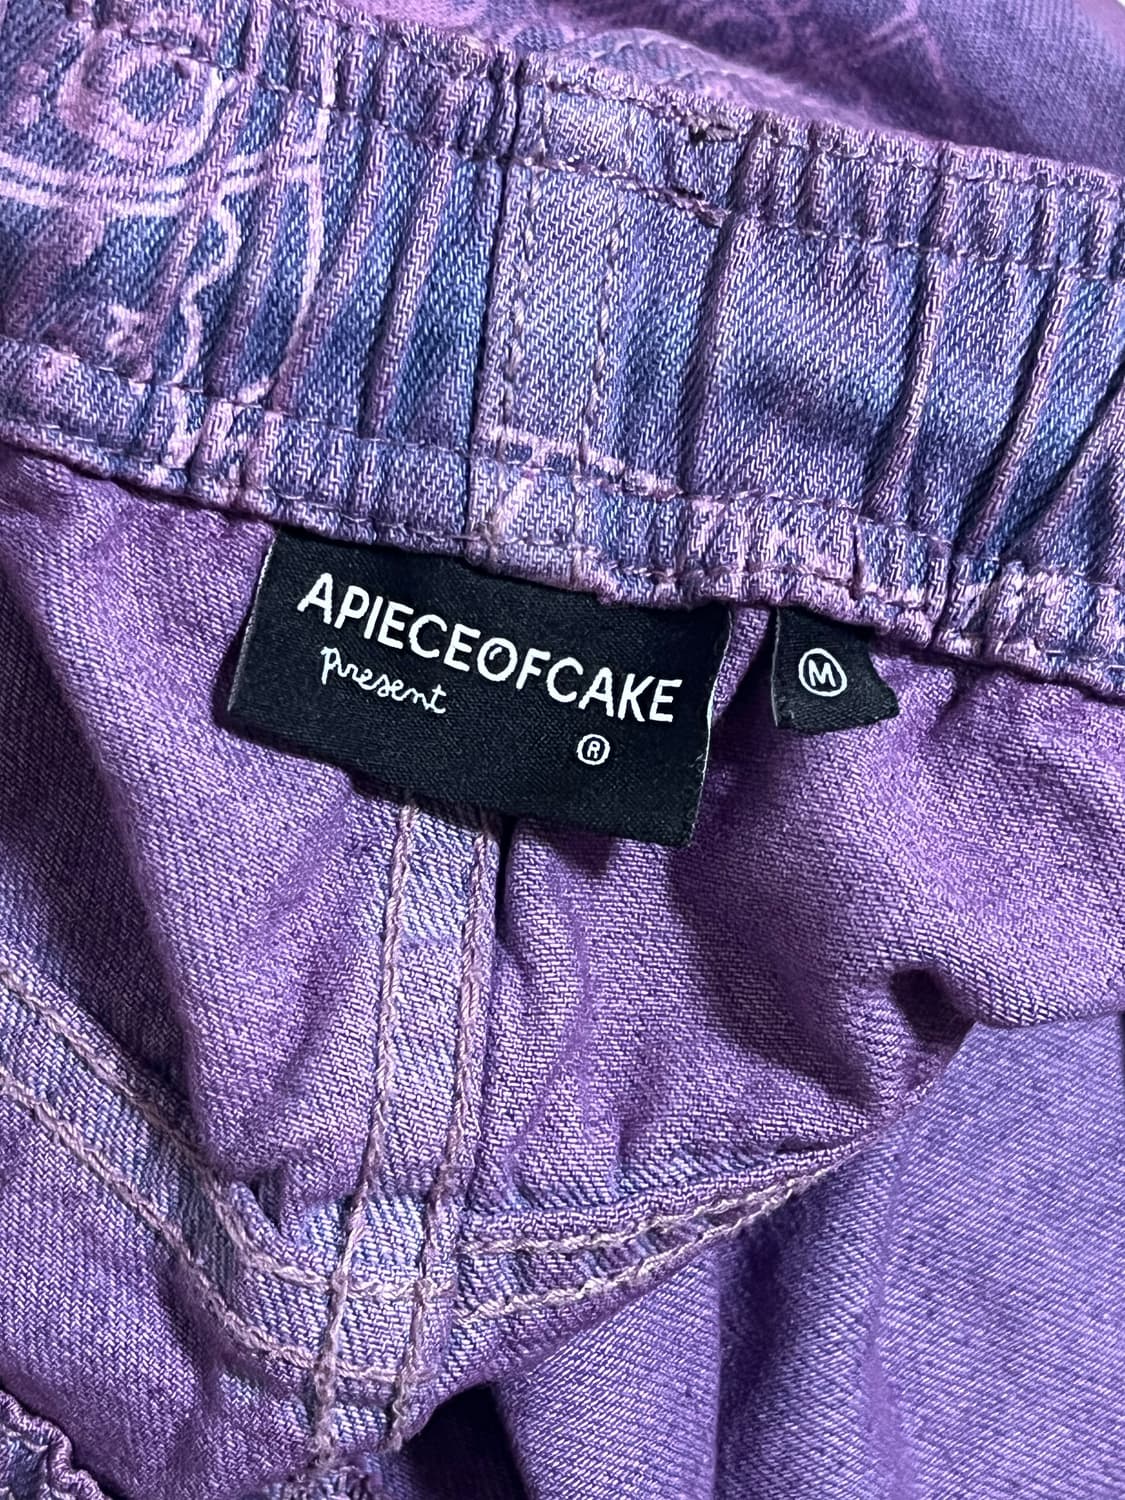 APIECEOFCAKE
present
®
M